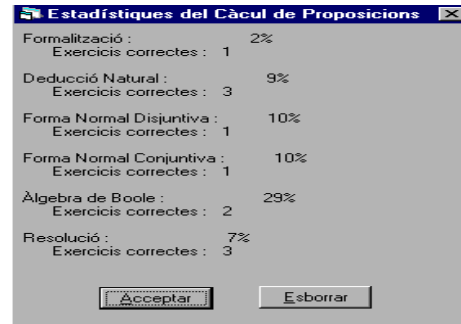 Estadístiques del Càcul de Proposicions
Formalització : 2%
Exercicis correctes : 1
Deducció Natural : 9%
Exercicis correctes : 3
Forma Normal Disjuntiva : 10%
Exercicis correctes : 1
Forma Normal Conjuntiva : 10%
Exercicis correctes : 1
Àlgebra de Boole : 29%
Exercicis correctes : 2
Resolució : 7%
Exercicis correctes : 3
Acceptar Esborrar